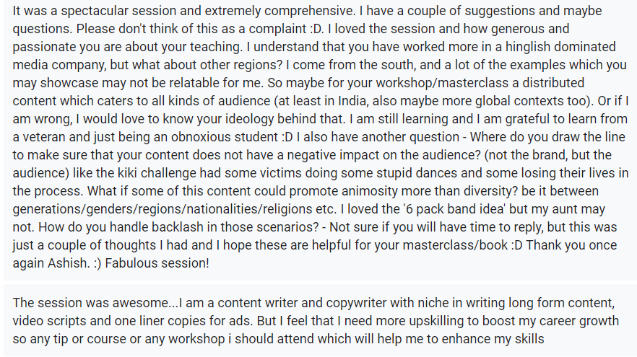 It was a spectacular session and extremely comprehensive. I have a couple of suggestions and maybe
questions. Please don't think of this as a complaint :D. I loved the session and how generous and
passionate you are about your teaching. I understand that you have worked more in a hinglish dominated
media company, but what about other regions? I come from the south, and a lot of the examples which you
may showcase may not be relatable for me. So maybe for your workshop/masterclass a distributed
content which caters to all kinds of audience (at least in India, also maybe more global contexts too). Or if I
am wrong, I would love to know your ideology behind that. I am still learning and I am grateful to learn from
a veteran and just being an obnoxious student :D I also have another question - Where do you draw the line
to make sure that your content does not have a negative impact on the audience? (not the brand, but the
audience) like the kiki challenge had some victims doing some stupid dances and some losing their lives in
the process. What if some of this content could promote animosity more than diversity? be it between
generations/genders/regions/nationalities/religions etc. I loved the '6 pack band idea' but my aunt may
not. How do you handle backlash in those scenarios? - Not sure if you will have time to reply, but this was
just a couple of thoughts I had and I hope these are helpful for your masterclass/book :D Thank you once
again Ashish. :) Fabulous session!
The session was awesome...I am a content writer and copywriter with niche in writing long form content,
video scripts and one liner copies for ads. But I feel that I need more upskilling to boost my career growth
so any tip or course or any workshop i should attend which will help me to enhance my skills